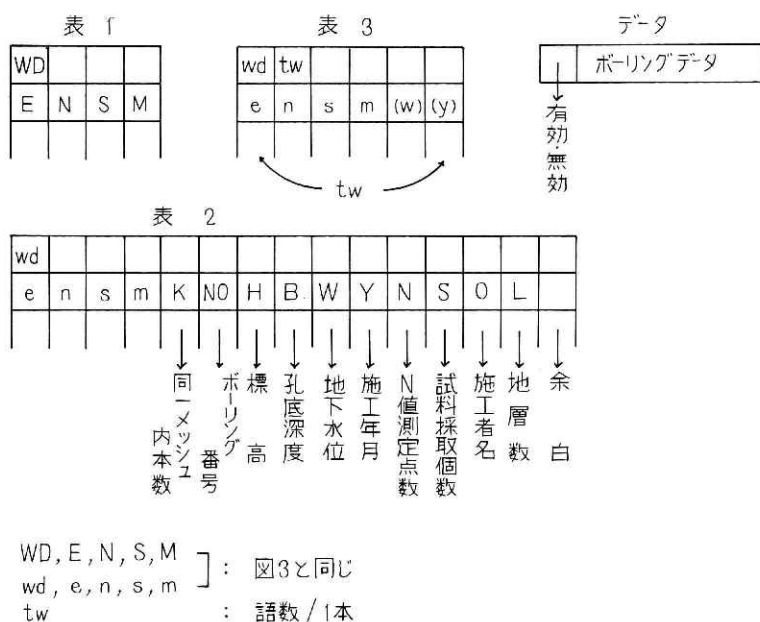 表 1
WD
E N S M
表 3
wd tw
e n s m (w) (y)
tw
データ
ボーリングデータ
有効・無効
表 2
wd
e n s m K NO H B W Y N S O L
同一メッシュ内本数
ボーリング番号
標高
孔底深度
地下水位
施工年月
N値測定点数
試料採取個数
施工者名
地層数
余白
WD, E, N, S, M
wd, e, n, s, m ] : 図3と同じ
tw : 語数/1本